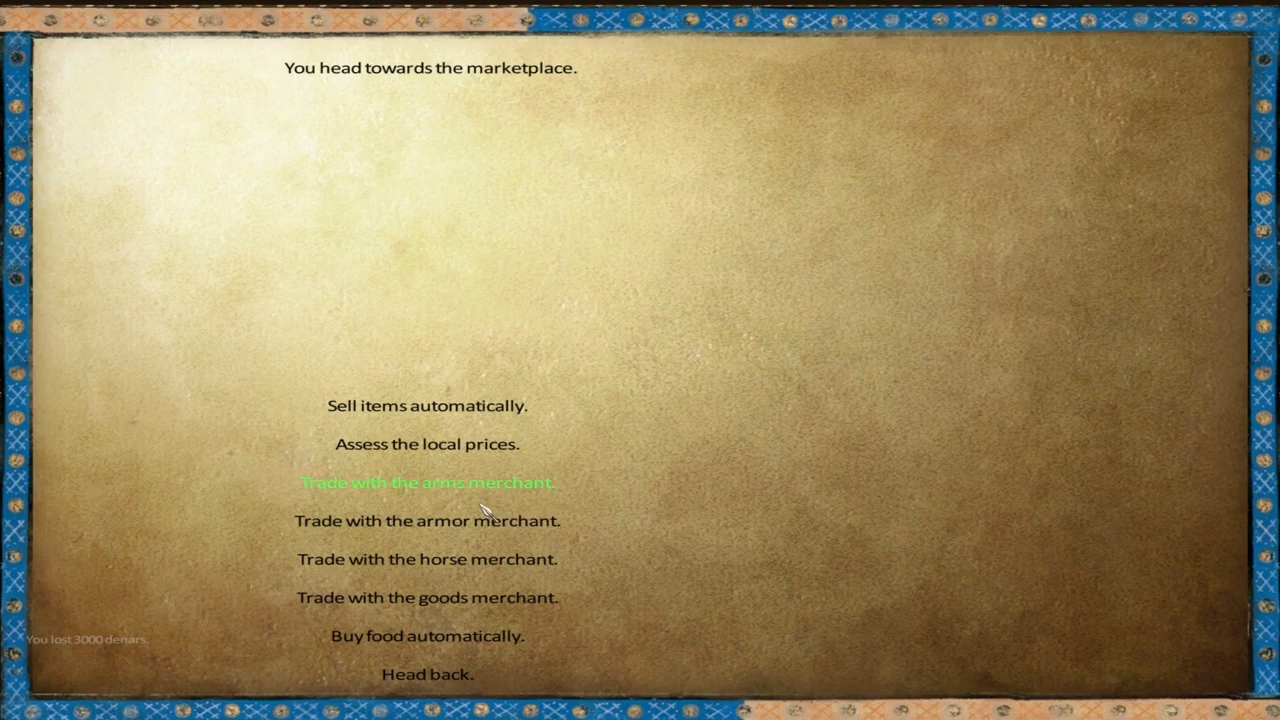 You head towards the marketplace.
Sell items automatically.
Assess the local prices.
Trade with the arms merchant.
Trade with the armor merchant.
Trade with the horse merchant.
Trade with the goods merchant.
You lost 3000 denars.
Buy food automatically.
Head back.